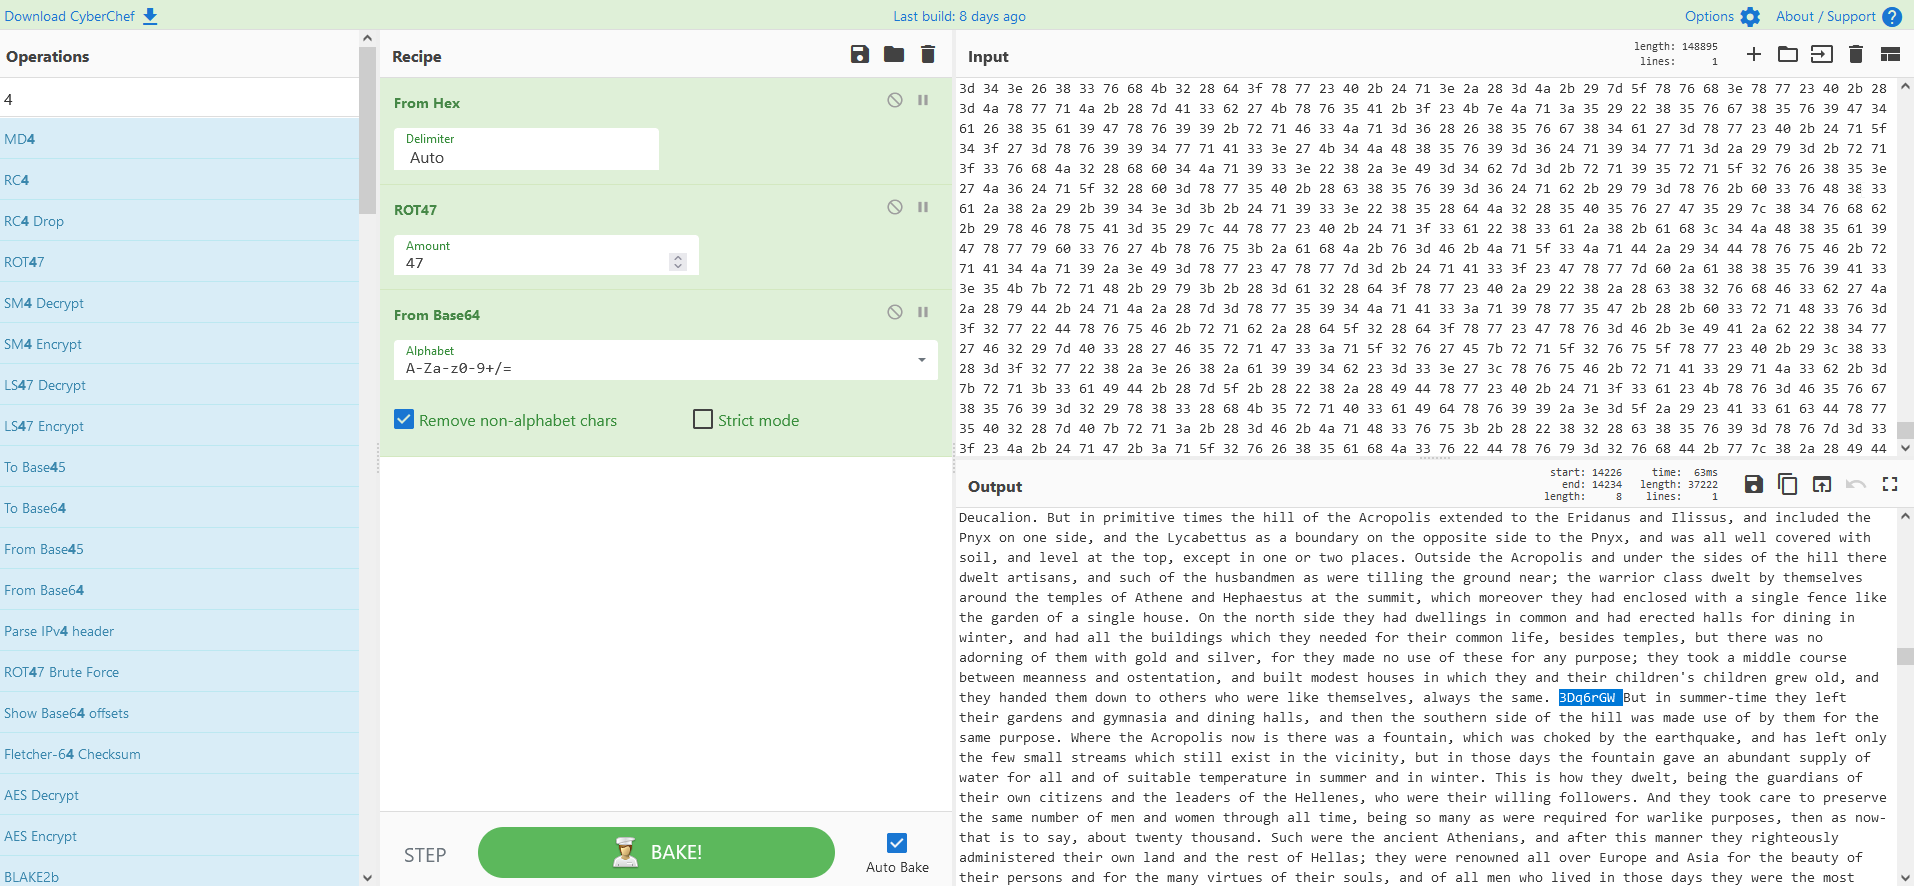 Download CyberChef
Last build: 8 days ago
Options
About / Support
Operations
4
MD4
RC4
RC4 Drop
ROT47
SM4 Decrypt
SM4 Encrypt
LS47 Decrypt
LS47 Encrypt
To Base45
To Base64
From Base45
From Base64
Parse IPv4 header
ROT47 Brute Force
Show Base64 offsets
Fletcher-64 Checksum
AES Decrypt
AES Encrypt
BLAKE2b
Recipe
From Hex
Delimiter
Auto
ROT47
Amount
47
From Base64
Alphabet
A-Za-z0-9+/=
Remove non-alphabet chars
Strict mode
STEP
BAKE!
Auto Bake
Input
length: 148895
lines: 1
3d 34 3e 26 38 33 76 68 4b 32 28 64 3f 78 77 23 40 2b 24 71 3e 2a 28 3d 4a 2b 29 7d 5f 78 76 68 3e 78 77 23 40 2b 28
3d 4a 78 77 71 4a 2b 28 7d 41 33 62 27 4b 78 76 35 41 2b 3f 23 4b 7e 4a 71 3a 35 29 22 38 35 76 67 38 35 76 39 47 34
61 26 38 35 61 39 47 78 76 39 39 2b 72 71 46 33 4a 71 3d 36 28 26 38 35 76 67 38 34 61 27 3d 78 77 23 40 2b 24 71 5f
34 3f 27 3d 78 76 39 39 34 77 71 41 33 3e 27 4b 34 4a 48 38 35 76 39 3d 36 24 71 39 34 77 71 3d 2a 29 79 3d 2b 72 71
3f 33 76 68 4a 32 28 68 60 34 4a 71 39 33 3e 22 38 2a 3e 49 3d 34 62 7d 3d 2b 72 71 39 35 72 71 5f 32 76 26 38 35 3e
27 4a 36 24 71 5f 32 28 60 3d 78 77 35 40 2b 28 63 38 35 76 39 3d 36 24 71 62 2b 29 79 3d 78 76 2b 60 33 76 48 38 33
61 2a 38 2a 29 2b 39 34 3e 3d 3b 2b 24 71 39 33 3e 22 38 35 28 64 4a 32 28 35 40 35 76 27 47 35 29 7c 38 34 76 68 62
2b 29 78 46 78 75 41 3d 35 29 7c 44 78 77 23 40 2b 24 71 3f 33 61 22 38 33 61 2a 38 2b 61 68 3c 34 4a 48 38 35 61 39
47 78 77 79 60 33 76 27 4b 78 76 75 3b 2a 61 68 4a 2b 76 3d 46 2b 4a 71 5f 33 4a 71 44 2a 29 34 44 78 76 75 46 2b 72
71 41 34 4a 71 39 2a 3e 49 3d 78 77 23 47 78 77 7d 3d 2b 24 71 41 33 3f 23 47 78 77 7d 60 2a 61 38 38 35 76 39 41 33
3e 35 4b 7b 72 71 48 2b 29 79 3b 2b 28 3d 61 32 28 64 3f 78 77 23 40 2a 29 22 38 2a 28 63 38 32 76 68 46 33 62 27 4a
2a 28 79 44 2b 24 71 4a 2a 28 7d 3d 78 77 35 39 34 4a 71 41 33 3a 71 39 78 77 35 47 2b 28 2b 60 33 72 71 48 33 76 3d
3f 32 77 22 44 78 76 75 46 2b 72 71 62 2a 28 64 5f 32 28 64 3f 78 77 23 47 78 76 3d 46 2b 3e 49 41 2a 62 22 38 34 77
27 46 32 29 7d 40 33 28 27 46 35 72 71 47 33 3a 71 5f 32 76 27 45 7b 72 71 5f 32 76 75 5f 78 77 23 40 2b 29 3c 38 33
28 3d 3f 32 77 22 38 2a 3e 26 38 2a 61 39 39 34 62 23 3d 33 3e 27 3c 78 76 75 46 2b 72 71 41 33 29 71 4a 33 62 2b 3d
7b 72 71 3b 33 61 49 44 2b 28 7d 5f 2b 28 22 38 2a 28 49 44 78 77 23 40 2b 24 71 3f 33 61 23 4b 78 76 3d 46 35 76 67
38 35 76 39 3d 32 29 78 38 33 28 68 4b 35 72 71 40 33 61 49 64 78 76 39 39 2a 3e 3d 5f 2a 29 23 41 33 61 63 44 78 77
35 40 32 28 7d 40 7b 72 71 3a 2b 28 3d 46 2b 4a 71 48 33 76 75 3b 2b 28 22 38 32 28 63 38 35 76 39 3d 78 76 7d 3d 33
3f 23 4a 2b 24 71 47 2b 3a 71 5f 32 76 26 38 35 61 68 4a 33 76 22 44 78 76 79 3d 32 76 68 44 2b 77 7c 38 2a 28 49 44
Output
start: 14226
end: 14234
length: 8
time: 63ms
length: 37222
lines: 1
Deucalion. But in primitive times the hill of the Acropolis extended to the Eridanus and Ilissus, and included the
Pnyx on one side, and the Lycabettus as a boundary on the opposite side to the Pnyx, and was all well covered with
soil, and level at the top, except in one or two places. Outside the Acropolis and under the sides of the hill there
dwelt artisans, and such of the husbandmen as were tilling the ground near; the warrior class dwelt by themselves
around the temples of Athene and Hephaestus at the summit, which moreover they had enclosed with a single fence like
the garden of a single house. On the north side they had dwellings in common and had erected halls for dining in
winter, and had all the buildings which they needed for their common life, besides temples, but there was no
adorning of them with gold and silver, for they made no use of these for any purpose; they took a middle course
between meanness and ostentation, and built modest houses in which they and their children's children grew old, and
they handed them down to others who were like themselves, always the same. 3Dq6rGW But in summer-time they left
their gardens and gymnasia and dining halls, and then the southern side of the hill was made use of by them for the
same purpose. Where the Acropolis now is there was a fountain, which was choked by the earthquake, and has left only
the few small streams which still exist in the vicinity, but in those days the fountain gave an abundant supply of
water for all and of suitable temperature in summer and in winter. This is how they dwelt, being the guardians of
their own citizens and the leaders of the Hellenes, who were their willing followers. And they took care to preserve
the same number of men and women through all time, being so many as were required for warlike purposes, then as now-
that is to say, about twenty thousand. Such were the ancient Athenians, and after this manner they righteously
administered their own land and the rest of Hellas; they were renowned all over Europe and Asia for the beauty of
their persons and for the many virtues of their souls, and of all men who lived in those days they were the most